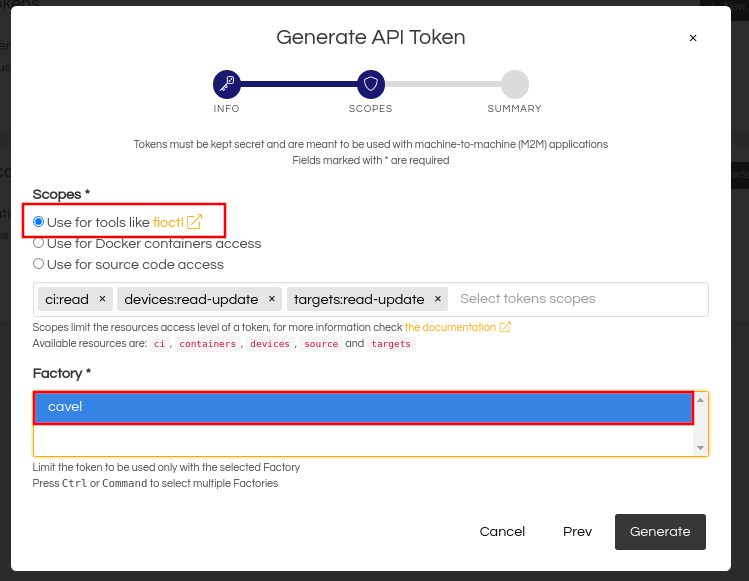 Generate API Token
×
INFO
SCOPES
SUMMARY
Tokens must be kept secret and are meant to be used with machine-to-machine (M2M) applications
Fields marked with * are required
Scopes *
Use for tools like fioctl
Use for Docker containers access
Use for source code access
ci:read × devices:read-update × targets:read-update × Select tokens scopes
Scopes limit the resources access level of a token, for more information check the documentation
Available resources are: ci, containers, devices, source and targets
Factory *
cavel
Limit the token to be used only with the selected Factory
Press Ctrl or Command to select multiple Factories
Cancel Prev Generate